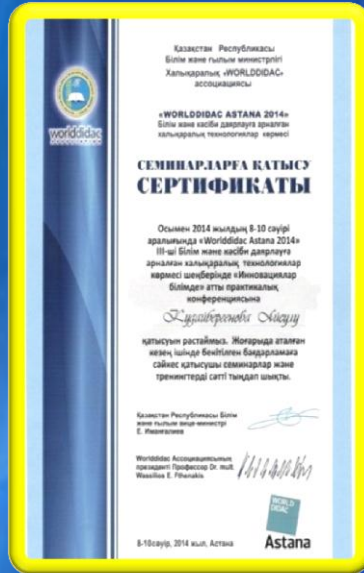 Қазақстан Республикасы
Білім және ғылым министрлігі
Халықаралық «WORLDDIDAC»
ассоциациясы
«WORLDDIDAC ASTANA 2014»
Білім және кәсіби даярлауға арналған
халықаралық технологиялар көрмесі
worlddidac
ASSOCIATION
СЕМИНАРЛАРҒА ҚАТЫСУ
СЕРТИФИКАТЫ
Осымен 2014 жылдың 8-10 сәуірі
аралығында «Worlddidac Astana 2014»
III-ші Білім және кәсіби даярлауға
арналған халықаралық технологиялар
көрмесі шеңберінде «Инновациялар
білімде» атты практикалық
конференциясына
қатысуын растаймыз. Жоғарыда аталған
кезең ішінде бекітілген бағдарламаға
сәйкес қатысушы семинарлар және
тренингтерді сәтті тыңдап шықты.
Қазақстан Республикасы Білім
және ғылым вице-министрі
Е. Иманғалиев
Worlddidac Ассоциациясының
президенті Профессор Dr. mult.
Wassilios E. Fthenakis
WORLD
DIDAC
Astana
8-10сәуір, 2014 жыл, Астана